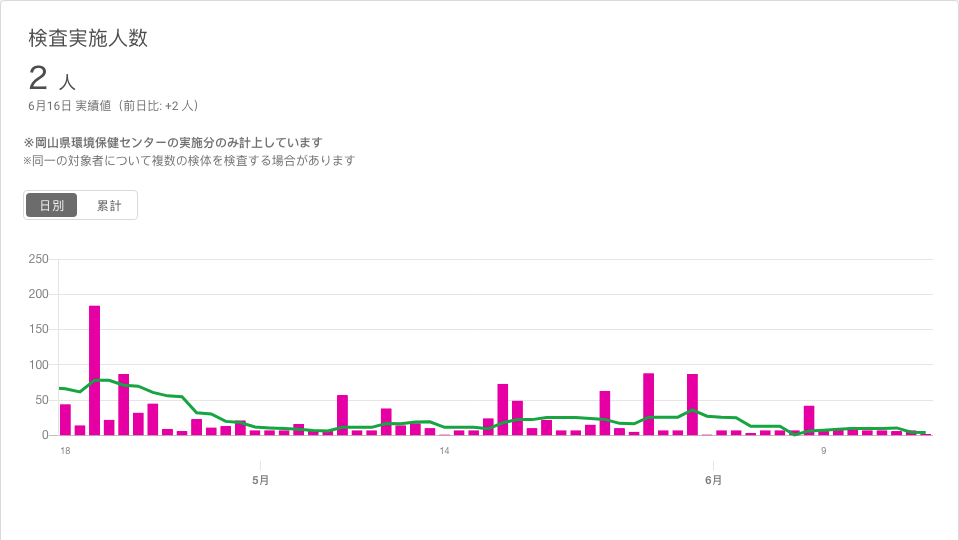 検査実施人数
2 人
6月16日 実績値（前日比: +2 人）
※岡山県環境保健センターの実施分のみ計上しています
※同一の対象者について複数の検体を検査する場合があります
日別 累計
250
200
150
100
50
0
18 14 9
5月 6月